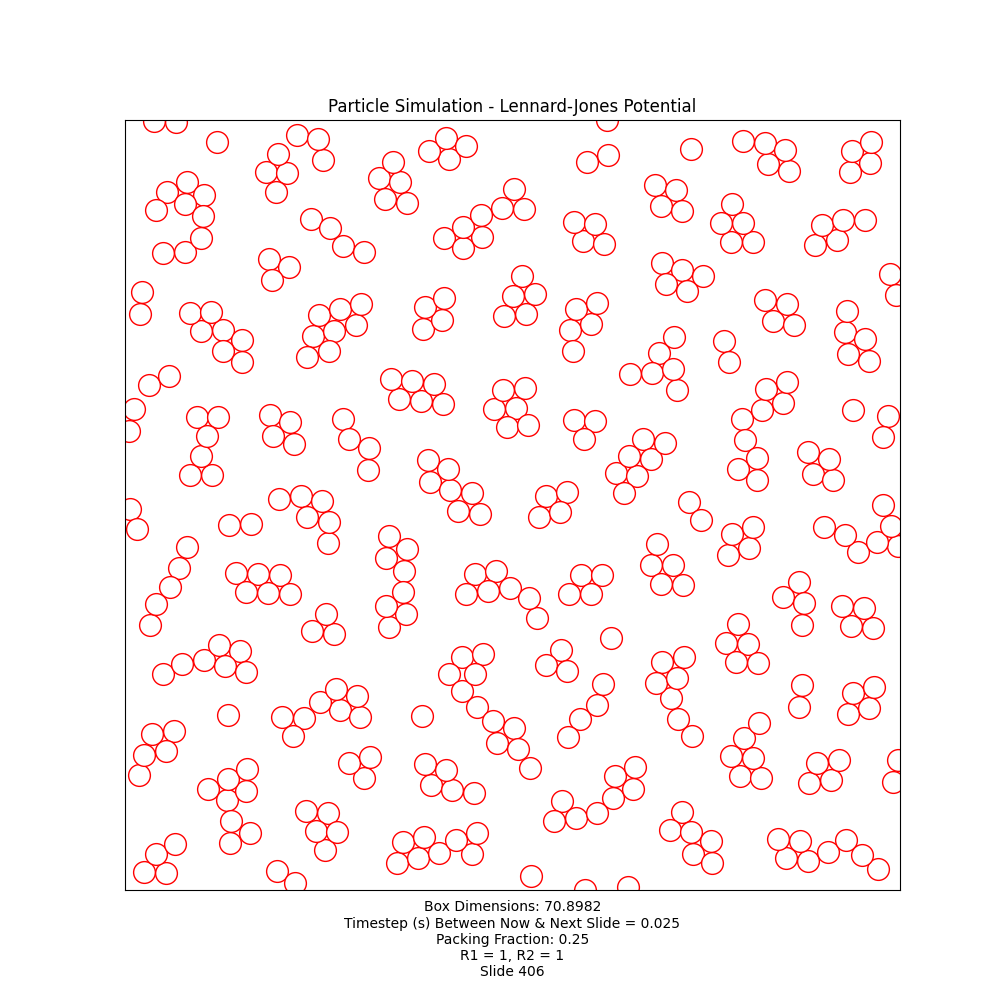 Particle Simulation - Lennard-Jones Potential
Box Dimensions: 70.8982
Timestep (s) Between Now & Next Slide = 0.025
Packing Fraction: 0.25
R1 = 1, R2 = 1
Slide 406